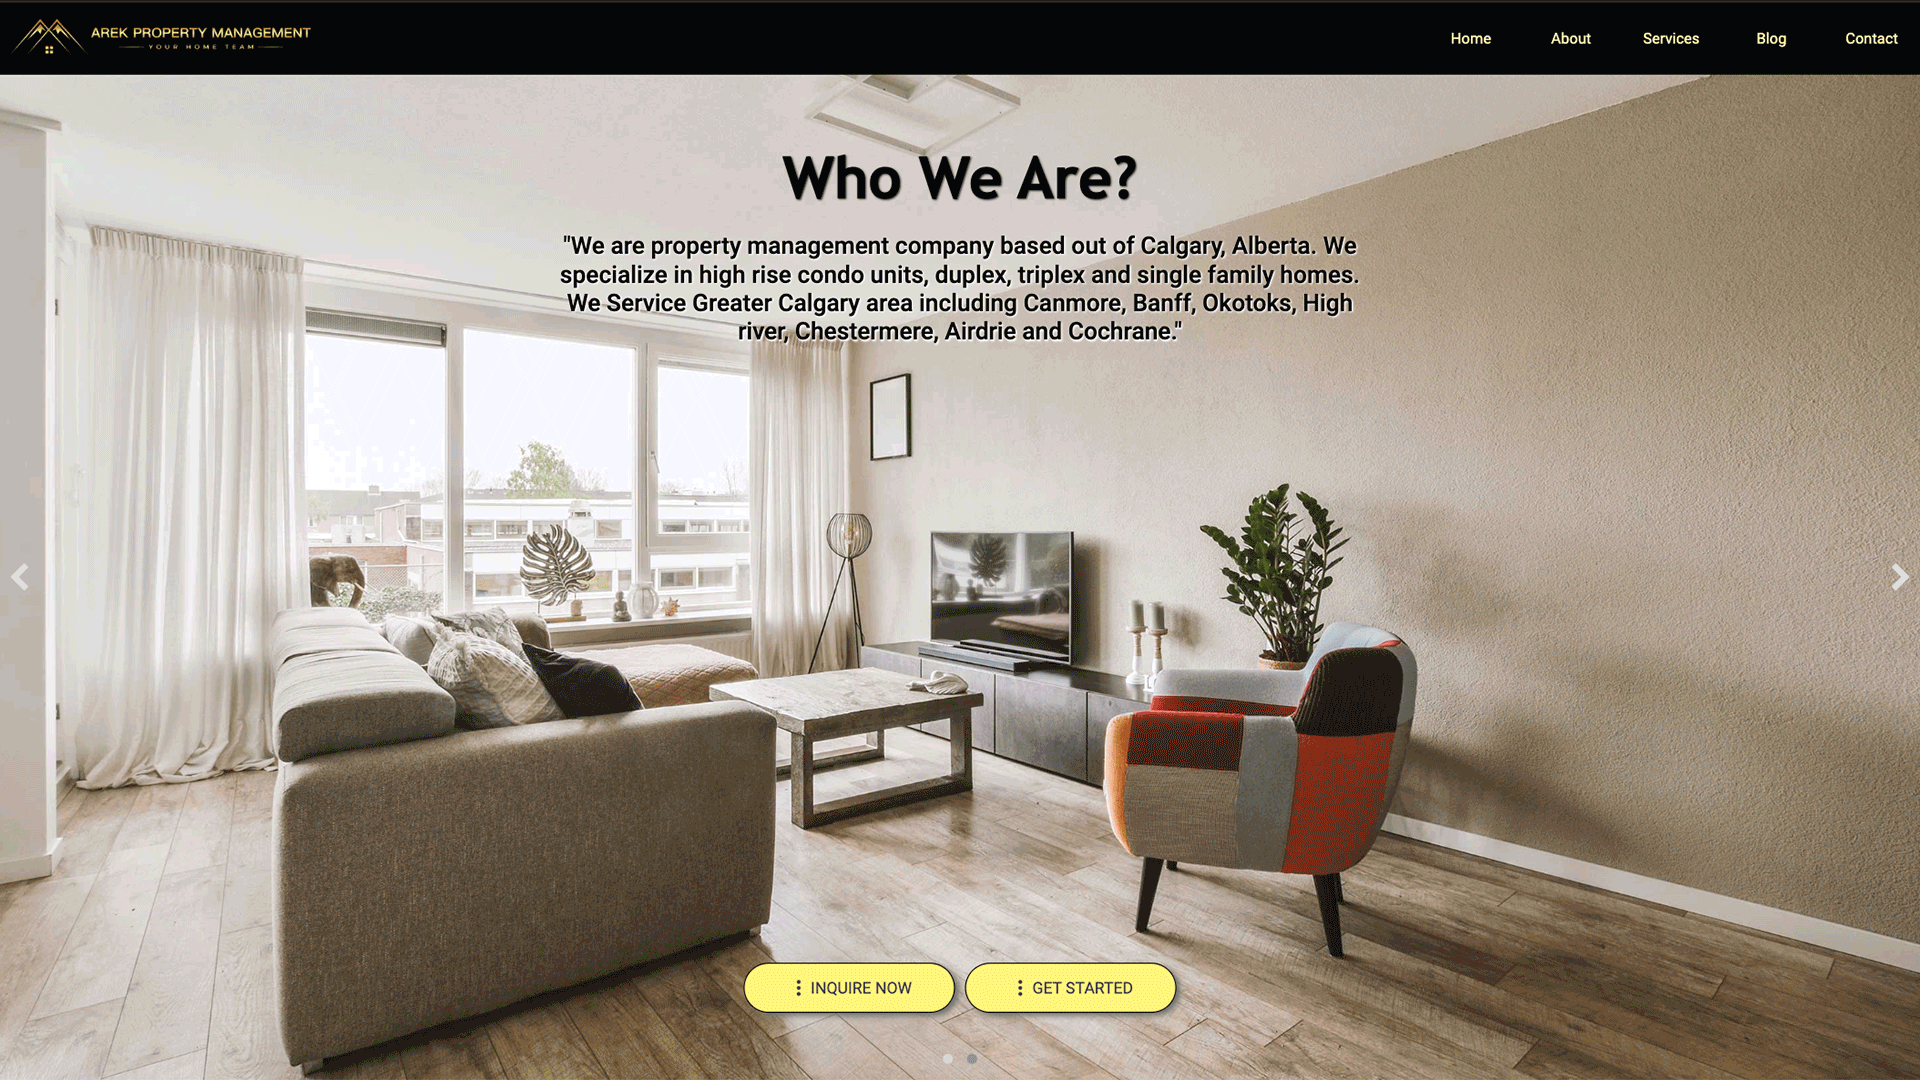 AREK PROPERTY MANAGEMENT
YOUR HOME TEAM
Home About Services Blog Contact
Who We Are?
"We are property management company based out of Calgary, Alberta. We
specialize in high rise condo units, duplex, triplex and single family homes.
We Service Greater Calgary area including Canmore, Banff, Okotoks, High
river, Chestermere, Airdrie and Cochrane."
INQUIRE NOW GET STARTED